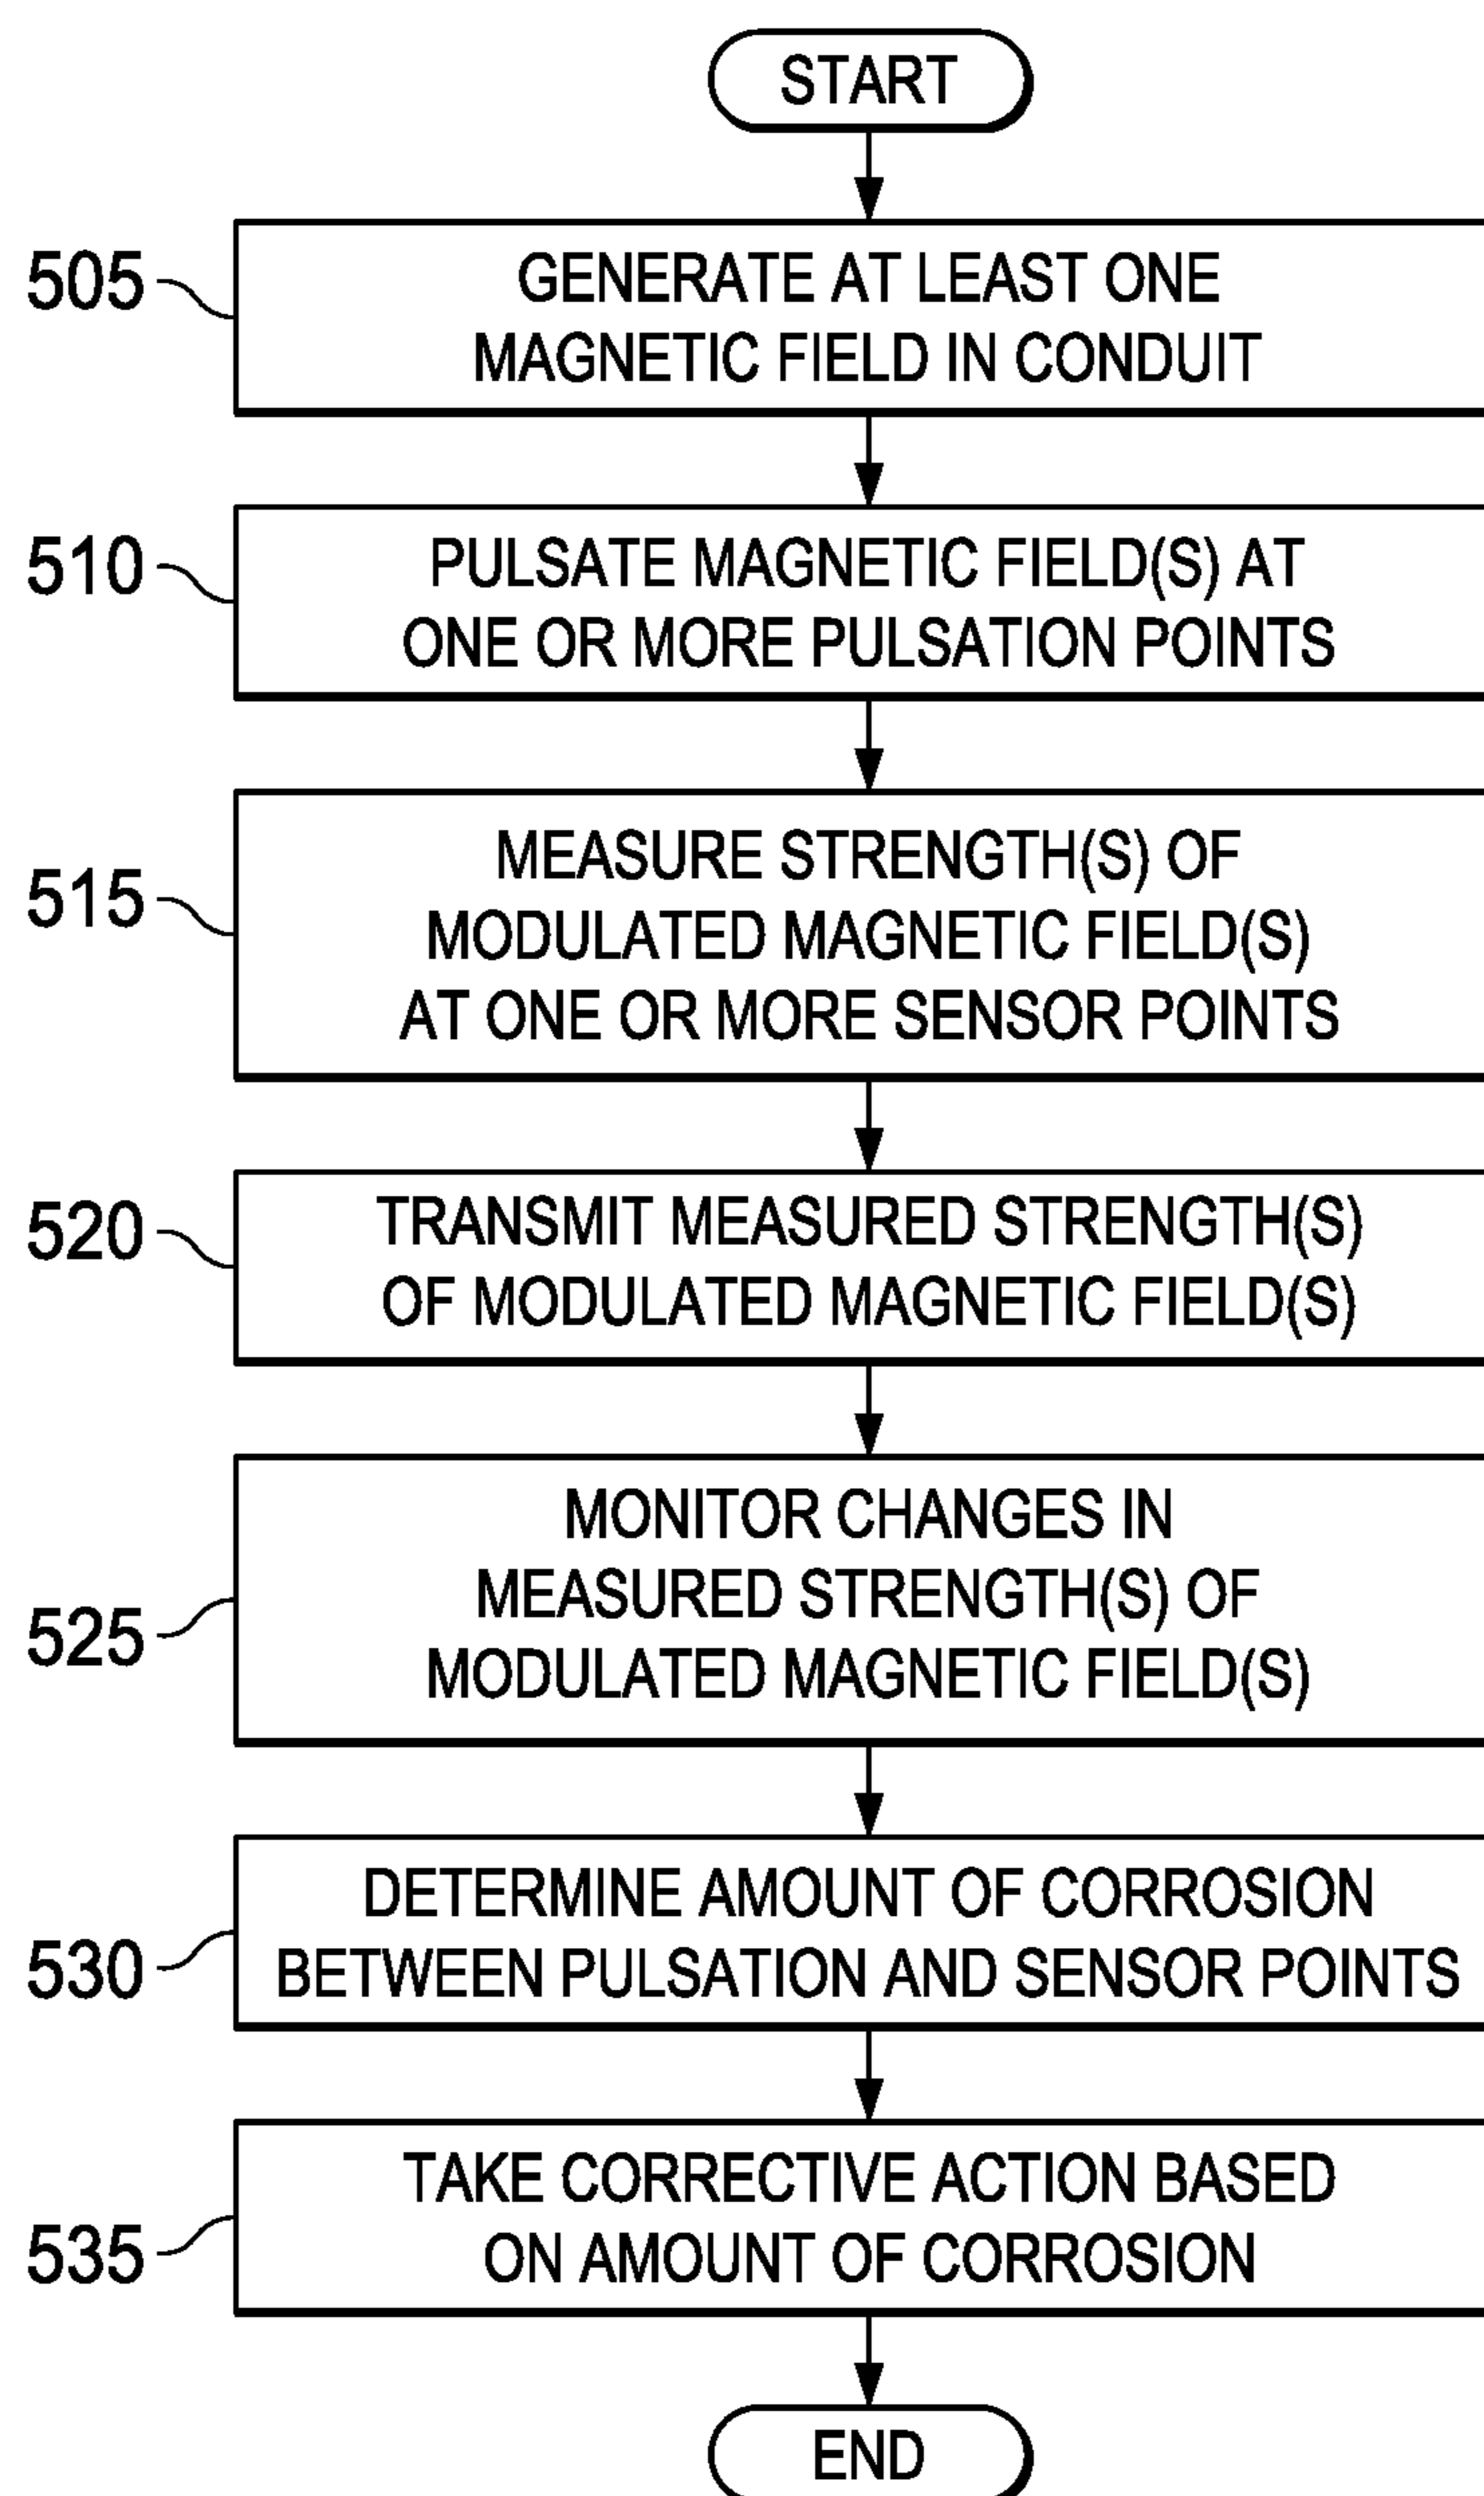 START
505
GENERATE AT LEAST ONE
MAGNETIC FIELD IN CONDUIT
510
PULSATE MAGNETIC FIELD(S) AT
ONE OR MORE PULSATION POINTS
515
MEASURE STRENGTH(S) OF
MODULATED MAGNETIC FIELD(S)
AT ONE OR MORE SENSOR POINTS
520
TRANSMIT MEASURED STRENGTH(S)
OF MODULATED MAGNETIC FIELD(S)
525
MONITOR CHANGES IN
MEASURED STRENGTH(S) OF
MODULATED MAGNETIC FIELD(S)
530
DETERMINE AMOUNT OF CORROSION
BETWEEN PULSATION AND SENSOR POINTS
535
TAKE CORRECTIVE ACTION BASED
ON AMOUNT OF CORROSION
END